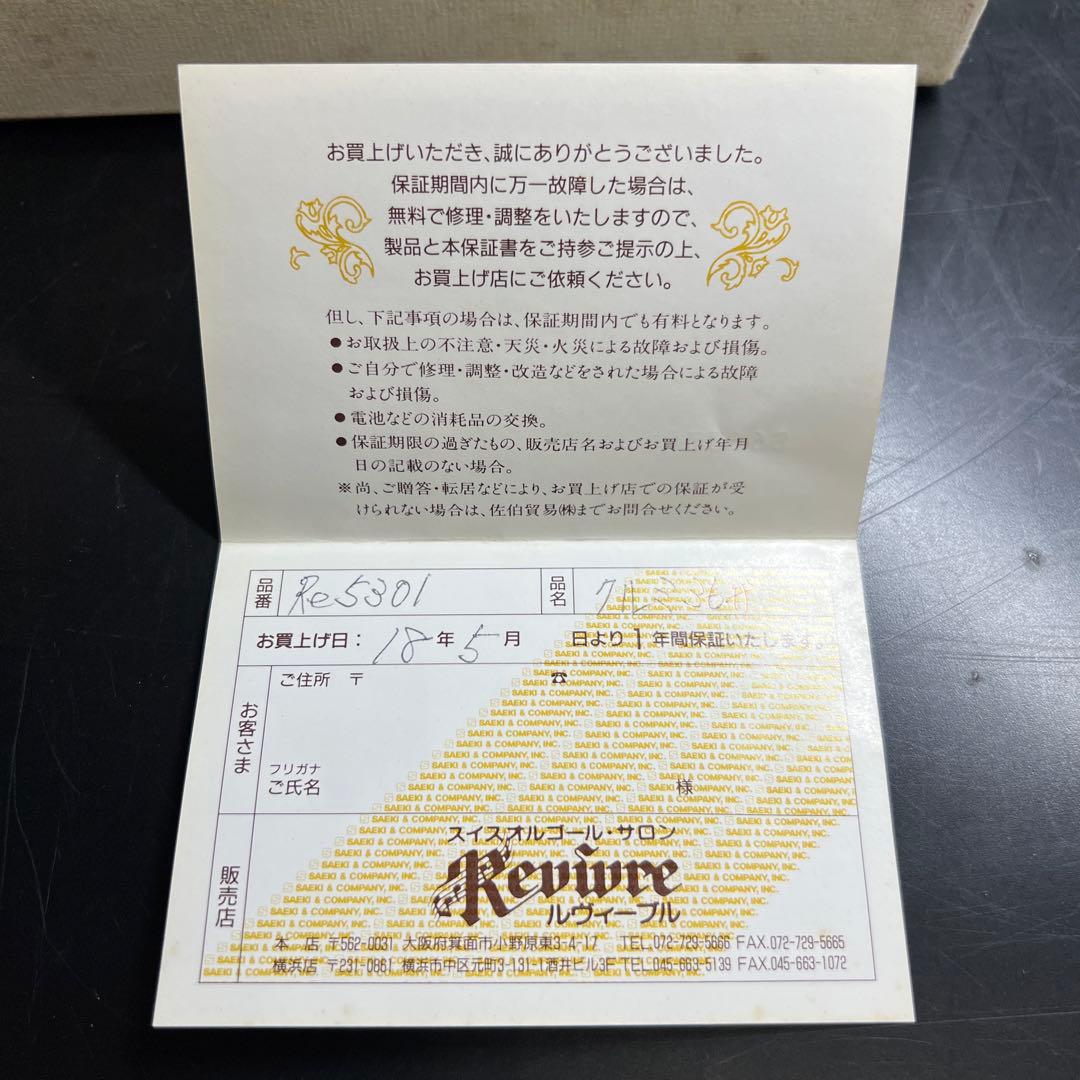 お買上げいただき、誠にありがとうございました。
保証期間内に万一故障した場合は、
無料で修理・調整をいたしますので、
製品と本保証書をご持参ご提示の上、
お買上げ店にご依頼ください。
但し、下記事項の場合は、保証期間内でも有料となります。
●お取扱上の不注意・天災・火災による故障および損傷。
●ご自分で修理・調整・改造などをされた場合による故障
および損傷。
●電池などの消耗品の交換。
●保証期限の過ぎたもの、販売店名およびお買上げ年月
日の記載のない場合。
※尚、ご贈答・転居などにより、お買上げ店での保証が受
けられない場合は、佐伯貿易㈱までお問合せください。
品番 Re5301 品名
お買上げ日: 18年 5月 日より1年間保証いたします。
お客さま
ご住所 〒 ☎
フリガナ
ご氏名 様
SAEKI & COMPANY, INC.
販売店
スイスオルゴール・サロン
Revivre
ルヴィーブル
本 店 〒562-0031 大阪府箕面市小野原東3-4-17 TEL.072-729-5666 FAX.072-729-5665
横浜店 〒231-0861 横浜市中区元町3-131-1酒井ビル3F TEL.045-663-5139 FAX.045-663-1072